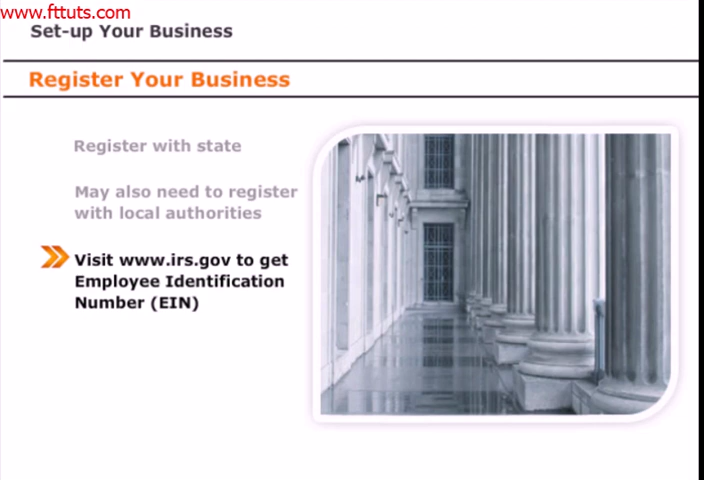 www.fttuts.com
Set-up Your Business
Register Your Business
Register with state
May also need to register
with local authorities
Visit www.irs.gov to get
Employee Identification
Number (EIN)